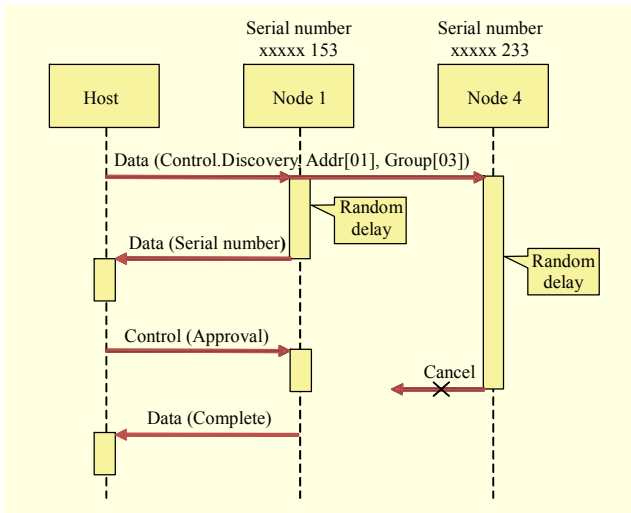 Serial number
xxxxx 153
Serial number
xxxxx 233
Host
Node 1
Node 4
Data (Control.Discovery, Addr[01], Group[03])
Random
delay
Data (Serial number)
Random
delay
Control (Approval)
Cancel
Data (Complete)